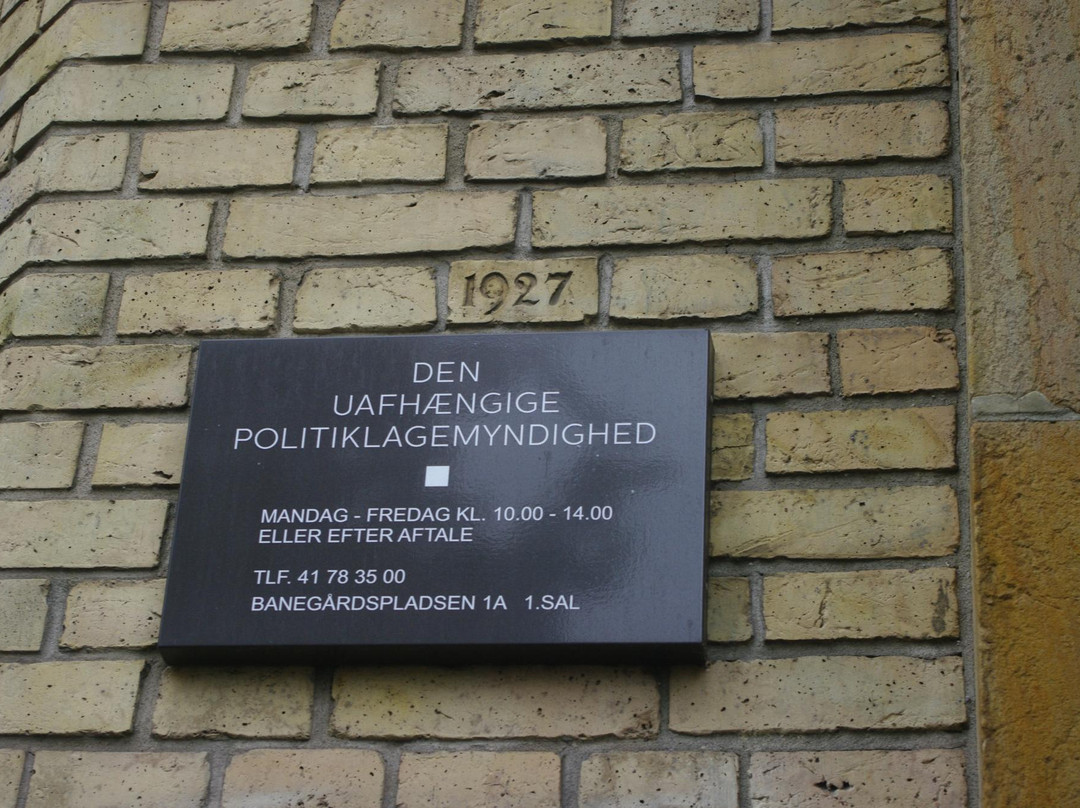 1927
DEN
UAFHÆNGIGE
POLITIKLAGEMYNDIGHED
MANDAG - FREDAG KL. 10.00 - 14.00
ELLER EFTER AFTALE
TLF. 41 78 35 00
BANEGÅRDSPLADSEN 1A 1.SAL